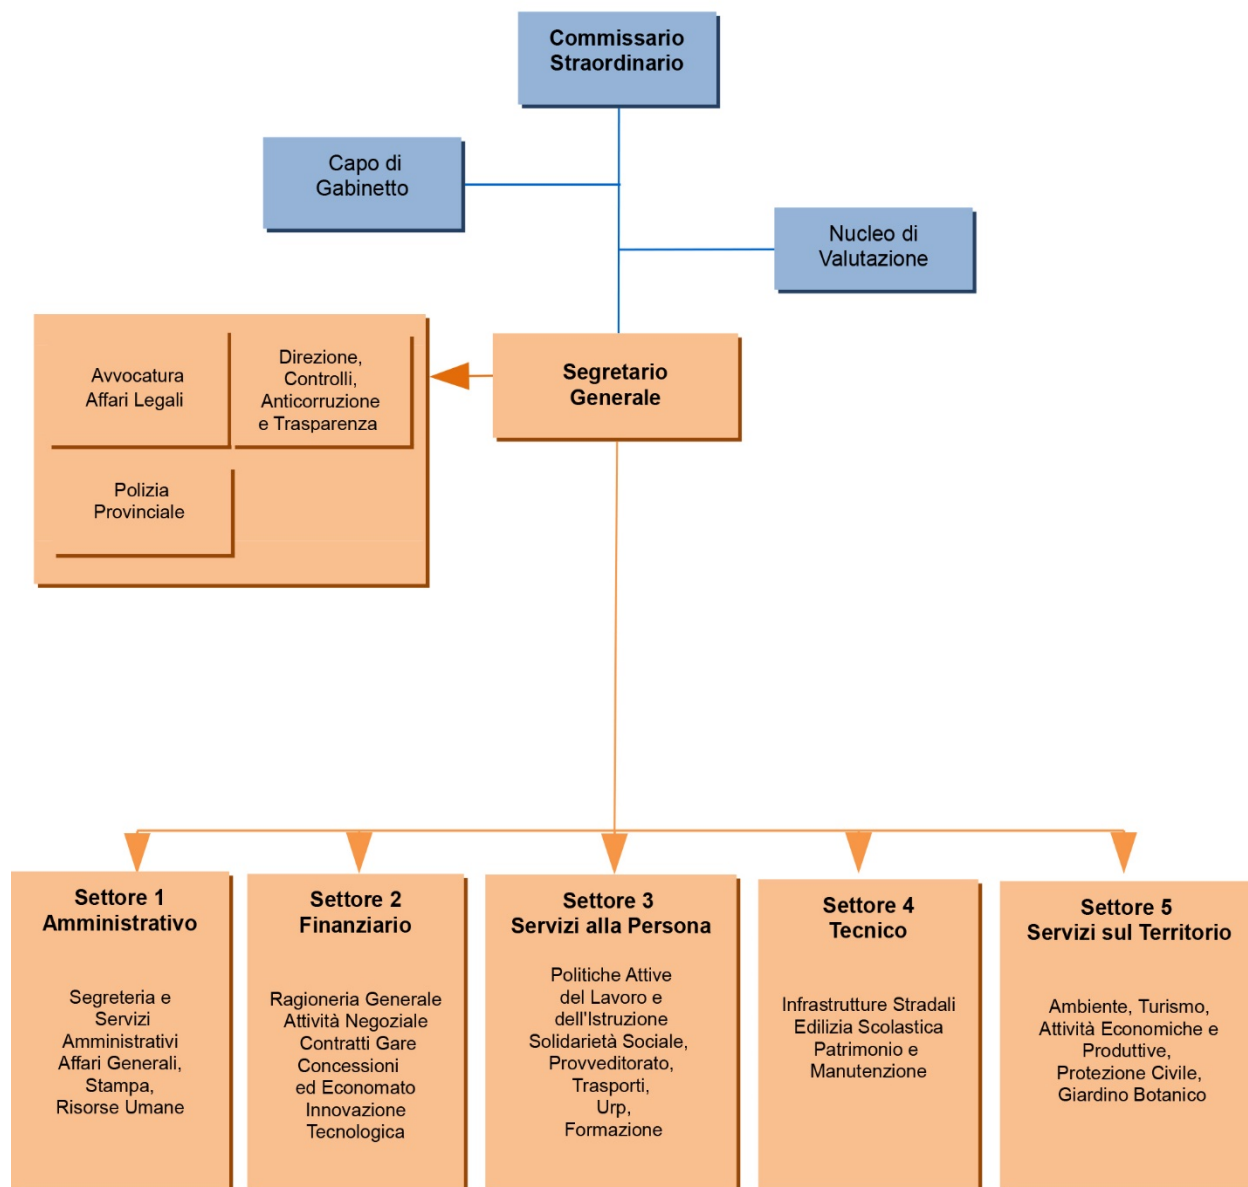 Commissario
Straordinario
Capo di
Gabinetto
Nucleo di
Valutazione
Segretario
Generale
Avvocatura
Affari Legali
Direzione,
Controlli,
Anticorruzione
e Trasparenza
Polizia
Provinciale
Settore 1
Amministrativo
Segreteria e
Servizi
Amministrativi
Affari Generali,
Stampa,
Risorse Umane
Settore 2
Finanziario
Ragioneria Generale
Attività Negoziale
Contratti Gare
Concessioni
ed Economato
Innovazione
Tecnologica
Settore 3
Servizi alla Persona
Politiche Attive
del Lavoro e
dell'Istruzione
Solidarietà Sociale,
Provveditorato,
Trasporti,
Urp,
Formazione
Settore 4
Tecnico
Infrastrutture Stradali
Edilizia Scolastica
Patrimonio e
Manutenzione
Settore 5
Servizi sul Territorio
Ambiente, Turismo,
Attività Economiche e
Produttive,
Protezione Civile,
Giardino Botanico